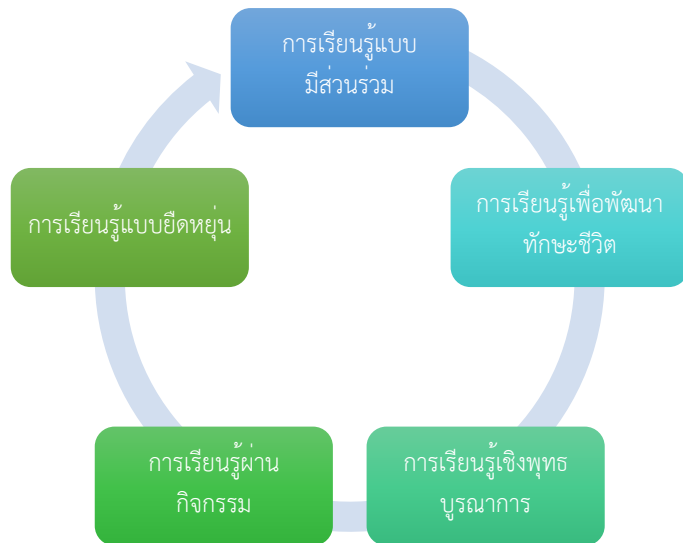 การเรียนรู้แบบ
มีส่วนร่วม
การเรียนรู้เพื่อพัฒนา
ทักษะชีวิต
การเรียนรู้เชิงพุทธ
บูรณาการ
การเรียนรู้ผ่าน
กิจกรรม
การเรียนรู้แบบยืดหยุ่น